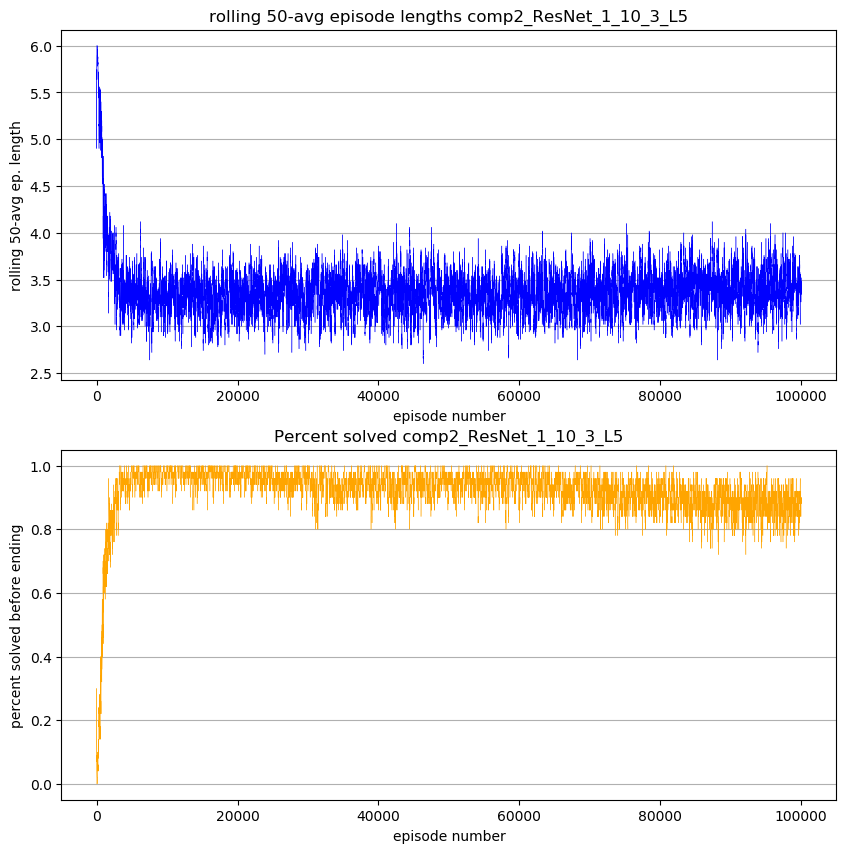 rolling 50-avg episode lengths comp2_ResNet_1_10_3_L5
rolling 50-avg ep. length
6.0
5.5
5.0
4.5
4.0
3.5
3.0
2.5
0 20000 40000 60000 80000 100000
episode number
Percent solved comp2_ResNet_1_10_3_L5
percent solved before ending
1.0
0.8
0.6
0.4
0.2
0.0
0 20000 40000 60000 80000 100000
episode number